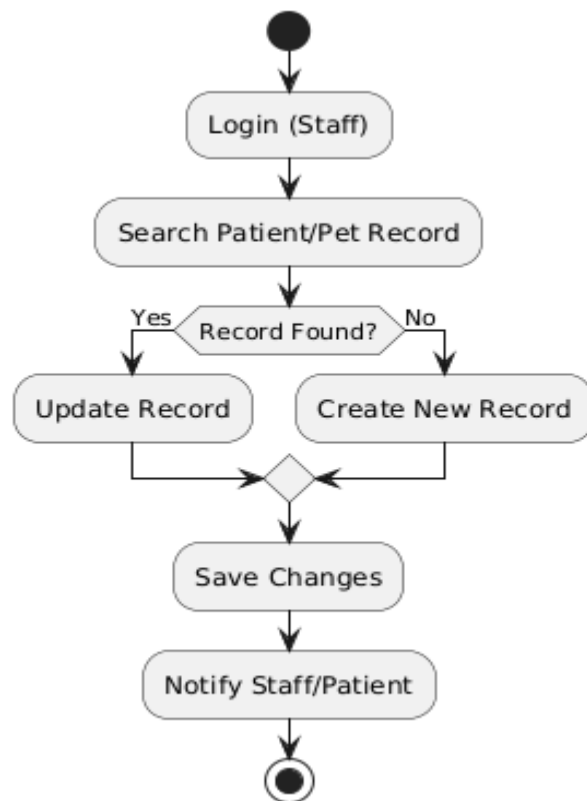 Login (Staff)
Search Patient/Pet Record
Yes
Record Found?
No
Update Record
Create New Record
Save Changes
Notify Staff/Patient